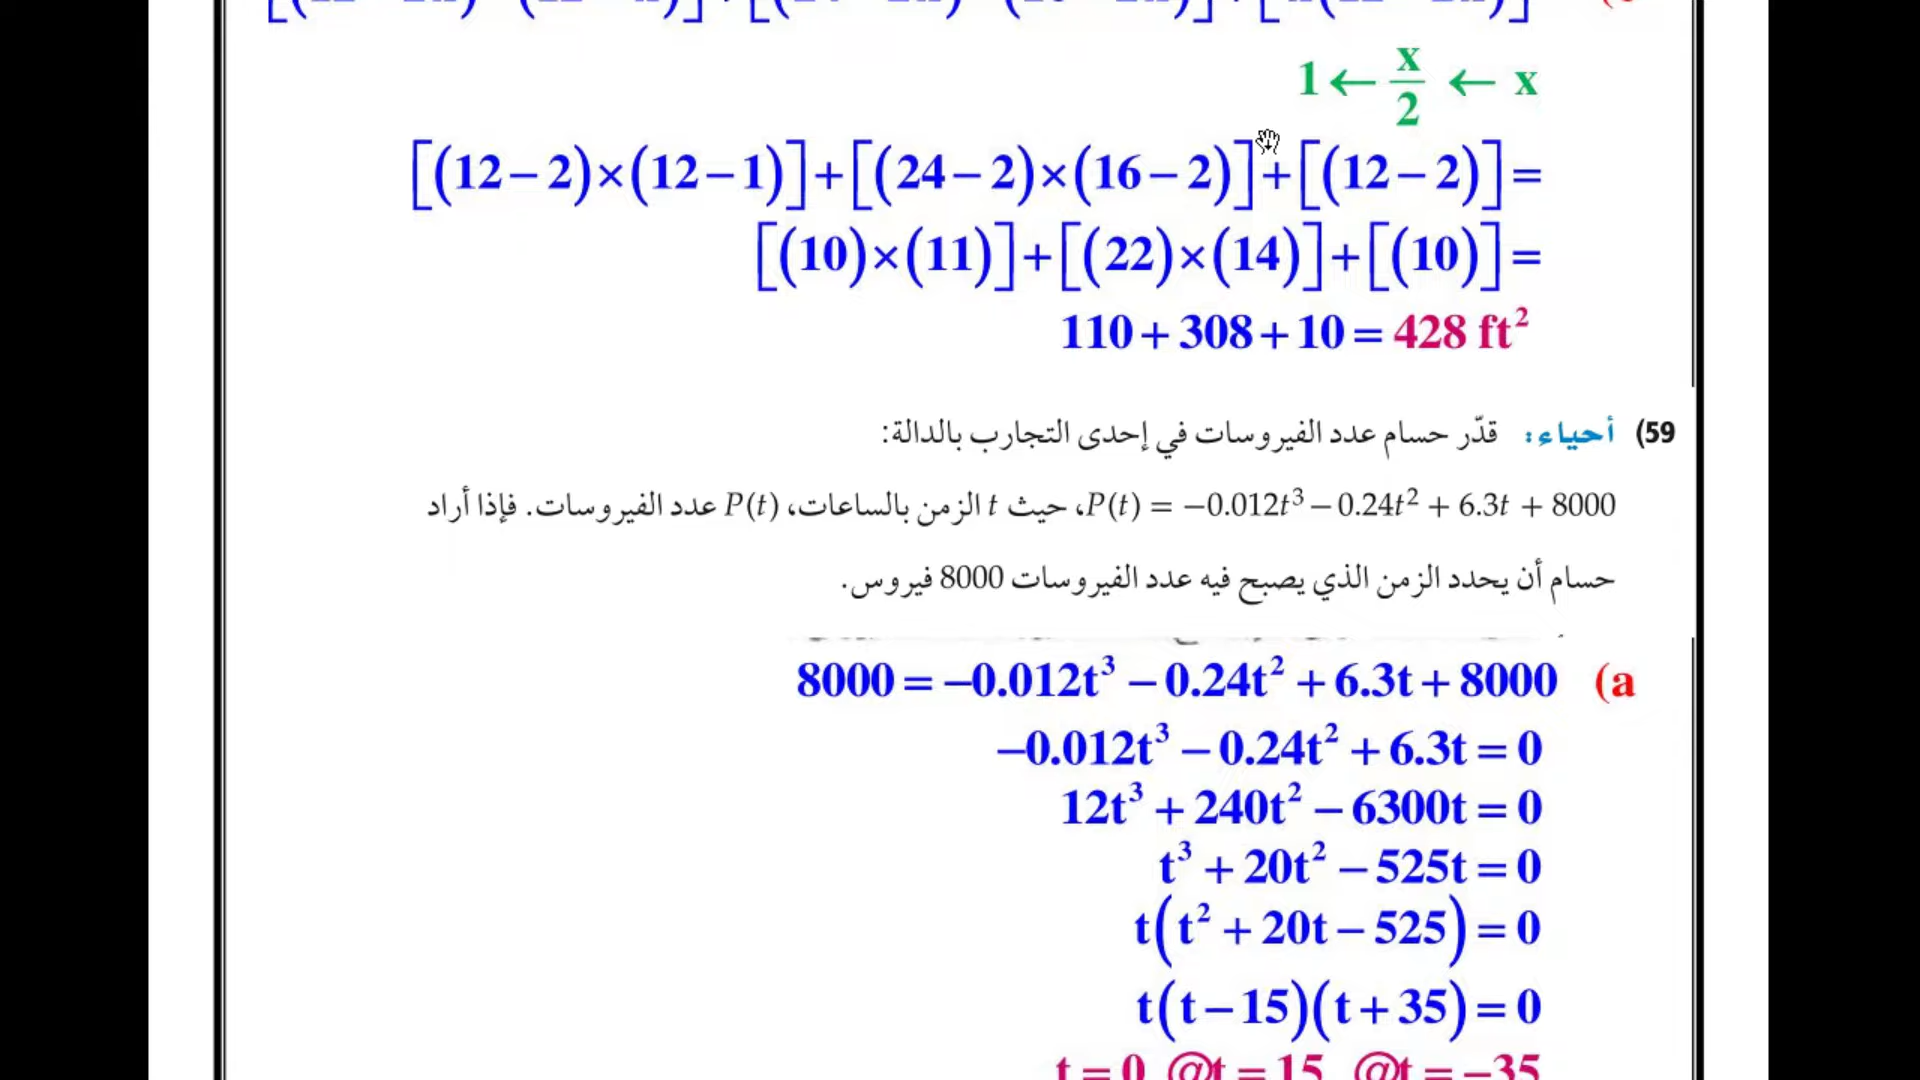 1 ← x/2 ← x
[(12 − 2) × (12 − 1)] + [(24 − 2) × (16 − 2)] + [(12 − 2)] =
[(10) × (11)] + [(22) × (14)] + [(10)] =
110 + 308 + 10 = 428 ft²
59) أحياء: قدّر حسام عدد الفيروسات في إحدى التجارب بالدالة:
P(t) = −0.012t³ − 0.24t² + 6.3t + 8000، حيث t الزمن بالساعات، P(t) عدد الفيروسات. فإذا أراد
حسام أن يحدد الزمن الذي يصبح فيه عدد الفيروسات 8000 فيروس.
8000 = −0.012t³ − 0.24t² + 6.3t + 8000 (a
−0.012t³ − 0.24t² + 6.3t = 0
12t³ + 240t² − 6300t = 0
t³ + 20t² − 525t = 0
t(t² + 20t − 525) = 0
t(t − 15)(t + 35) = 0
t = 0 @t = 15 @t = −35